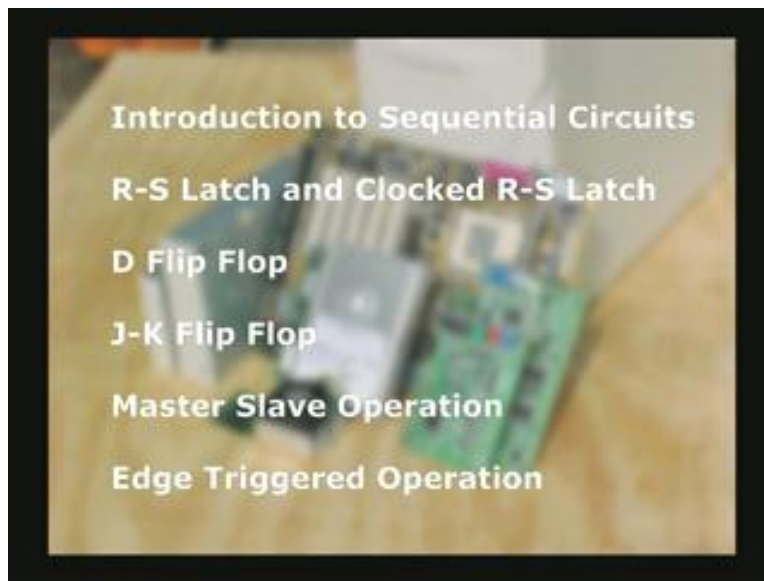 Introduction to Sequential Circuits
R-S Latch and Clocked R-S Latch
D Flip Flop
J-K Flip Flop
Master Slave Operation
Edge Triggered Operation